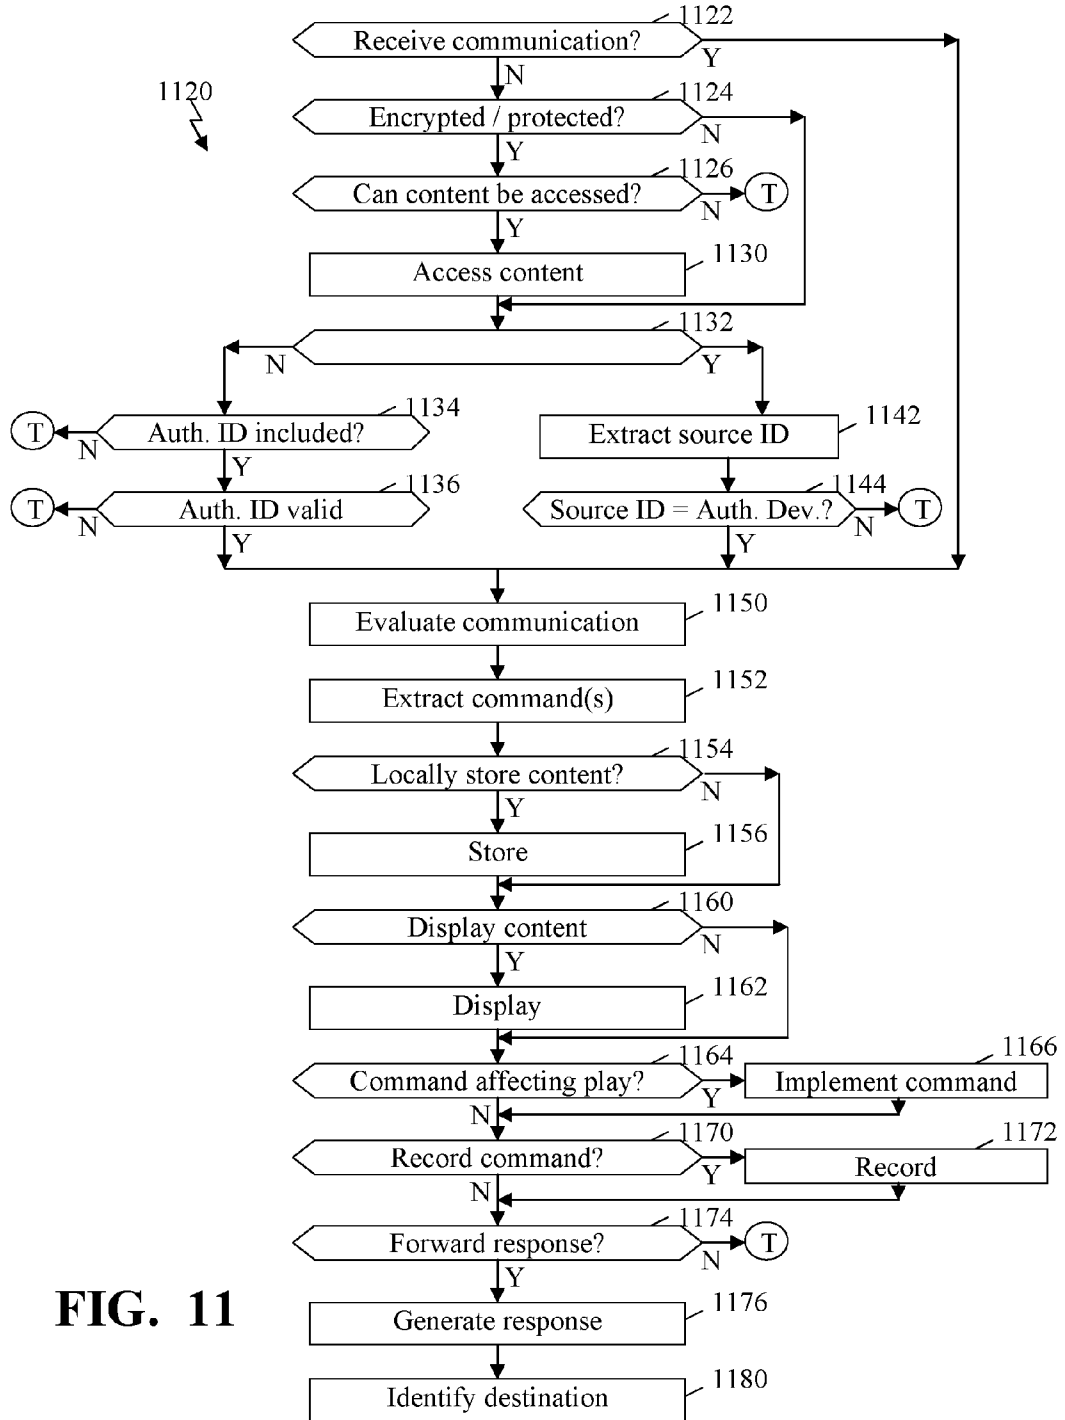 1122
Receive communication?
Y
N
1120
1124
Encrypted / protected?
N
Y
1126
Can content be accessed?
T
N
Y
1130
Access content
1132
N
Y
1134
T
Auth. ID included?
N
Y
1142
Extract source ID
1136
T
Auth. ID valid
N
Y
1144
Source ID = Auth. Dev.?
T
N
Y
1150
Evaluate communication
1152
Extract command(s)
1154
Locally store content?
N
Y
1156
Store
1160
Display content
N
Y
1162
Display
1164
Command affecting play?
Y
N
1166
Implement command
1170
Record command?
Y
N
1172
Record
1174
Forward response?
T
N
Y
1176
Generate response
1180
Identify destination
FIG. 11